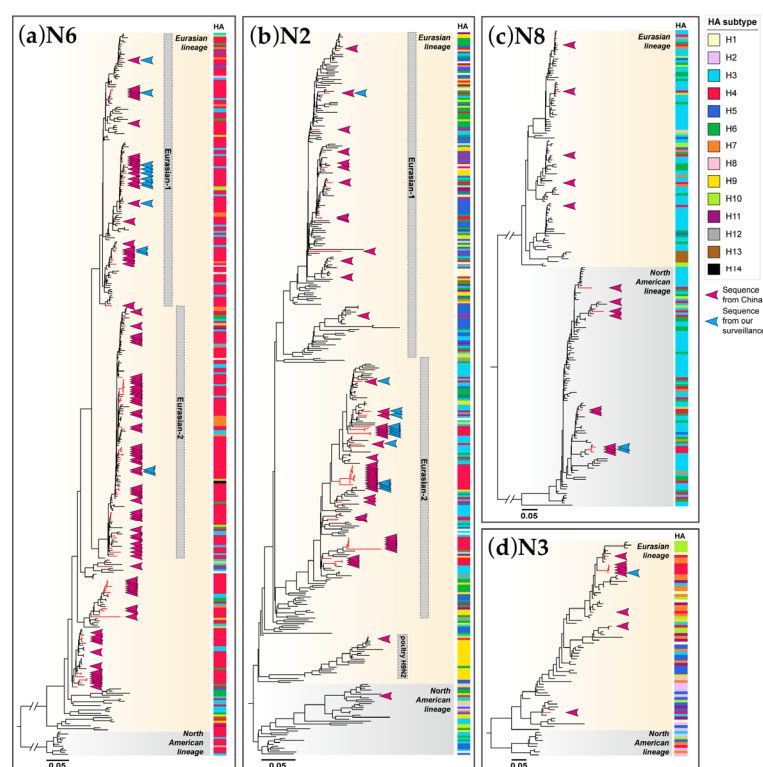 (a)N6
Eurasian
lineage
HA
Eurasian-1
Eurasian-2
North
American
lineage
0.05
(b)N2
Eurasian
lineage
HA
Eurasian-1
Eurasian-2
poultry H9N2
North
American
lineage
0.05
(c)N8
Eurasian
lineage
HA
North
American
lineage
0.05
(d)N3
Eurasian
lineage
HA
North
American
lineage
0.05
HA subtype
H1
H2
H3
H4
H5
H6
H7
H8
H9
H10
H11
H12
H13
H14
Sequence
from China
Sequence
from our
surveillance